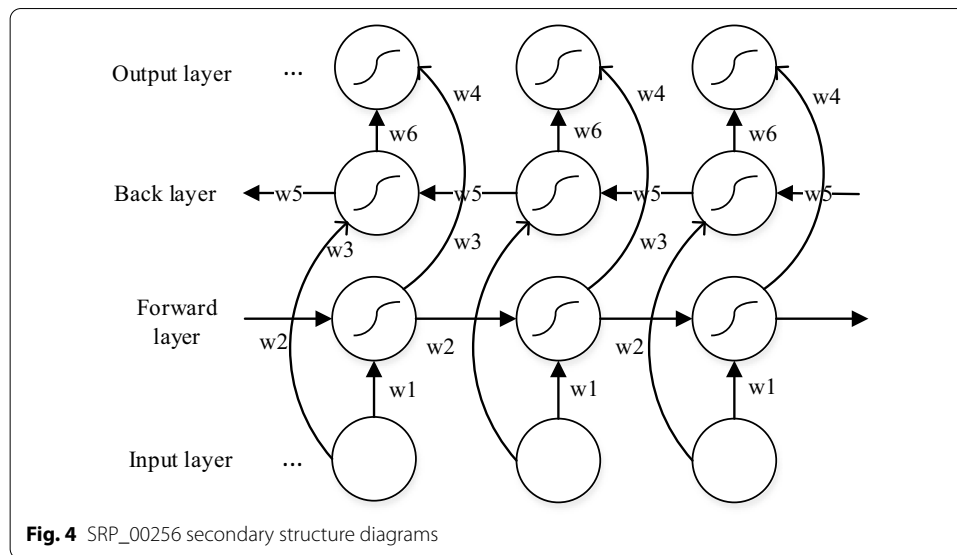 Output layer ...
w4 w4 w4
w6 w6 w6
Back layer w5 w5 w5 w5
w3 w3 w3
Forward
layer
w2 w2 w2
w1 w1 w1
Input layer ...
Fig. 4 SRP_00256 secondary structure diagrams